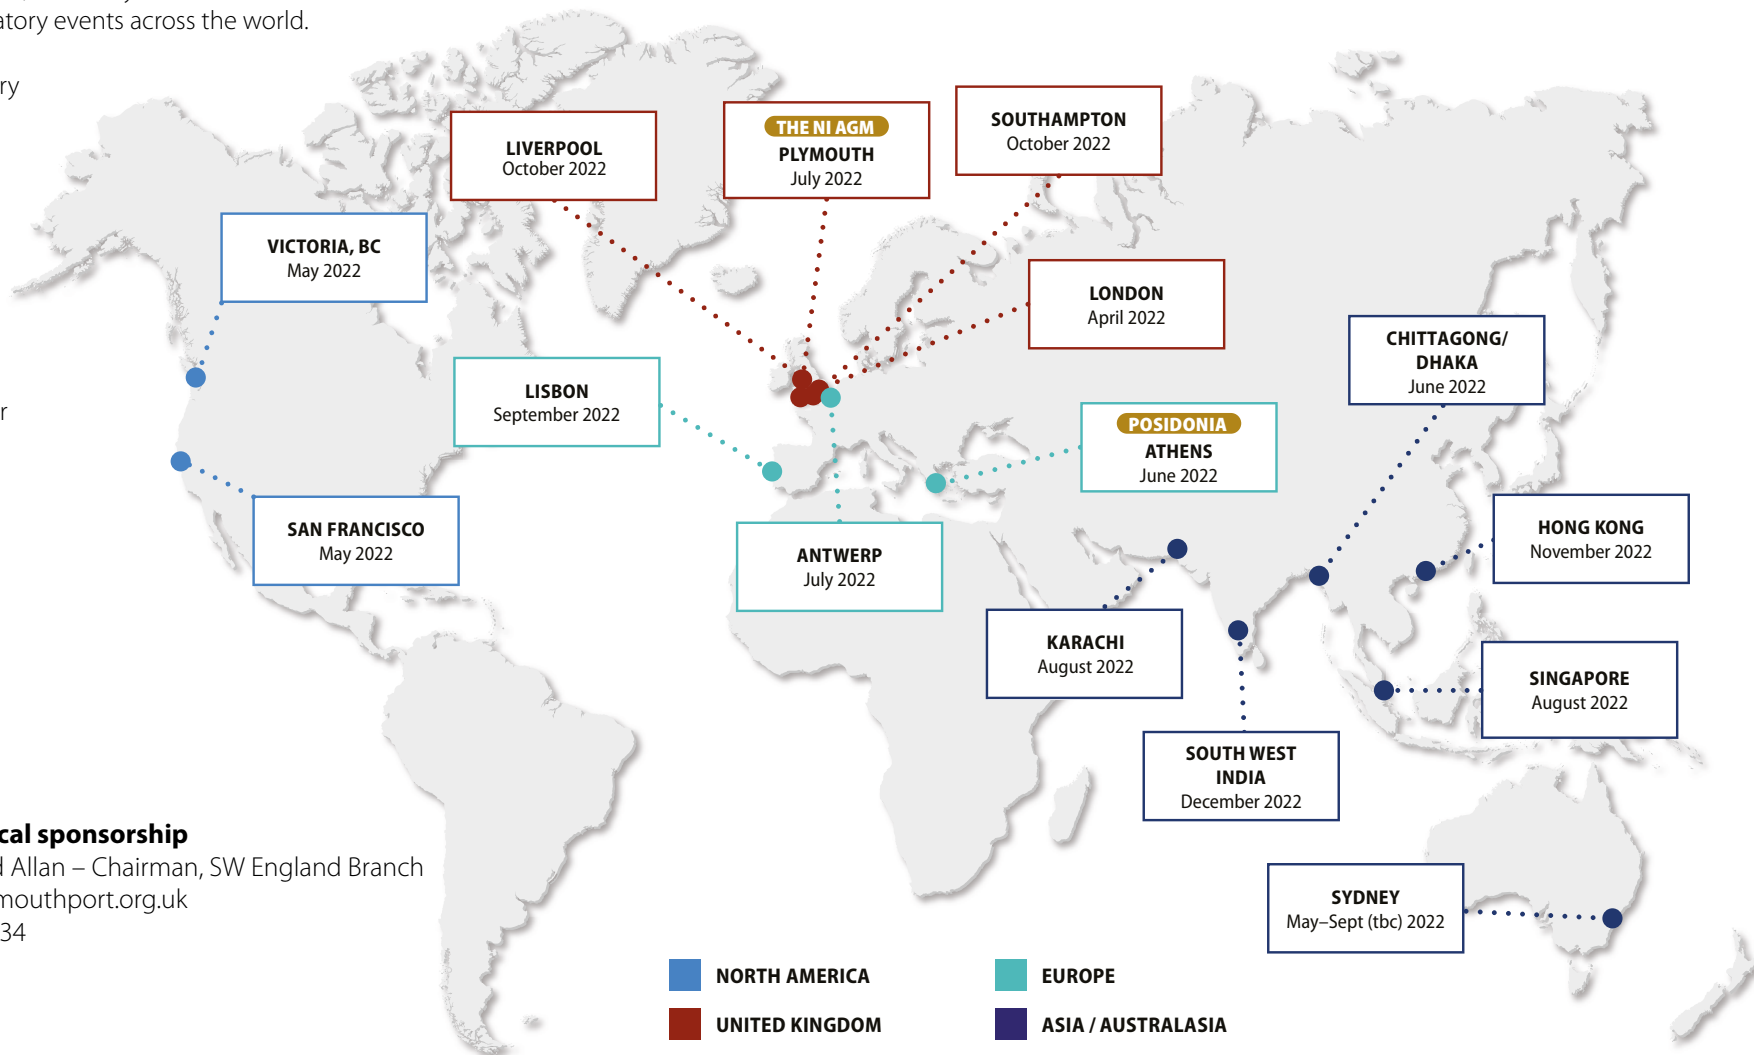 atory events across the world.
ry
r
THE NI AGM
PLYMOUTH
July 2022
SOUTHAMPTON
October 2022
LIVERPOOL
October 2022
VICTORIA, BC
May 2022
LONDON
April 2022
CHITTAGONG/
DHAKA
June 2022
LISBON
September 2022
POSIDONIA
ATHENS
June 2022
SAN FRANCISCO
May 2022
ANTWERP
July 2022
HONG KONG
November 2022
KARACHI
August 2022
SINGAPORE
August 2022
SOUTH WEST
INDIA
December 2022
SYDNEY
May–Sept (tbc) 2022
cal sponsorship
d Allan – Chairman, SW England Branch
mouthport.org.uk
34
NORTH AMERICA
EUROPE
UNITED KINGDOM
ASIA / AUSTRALASIA